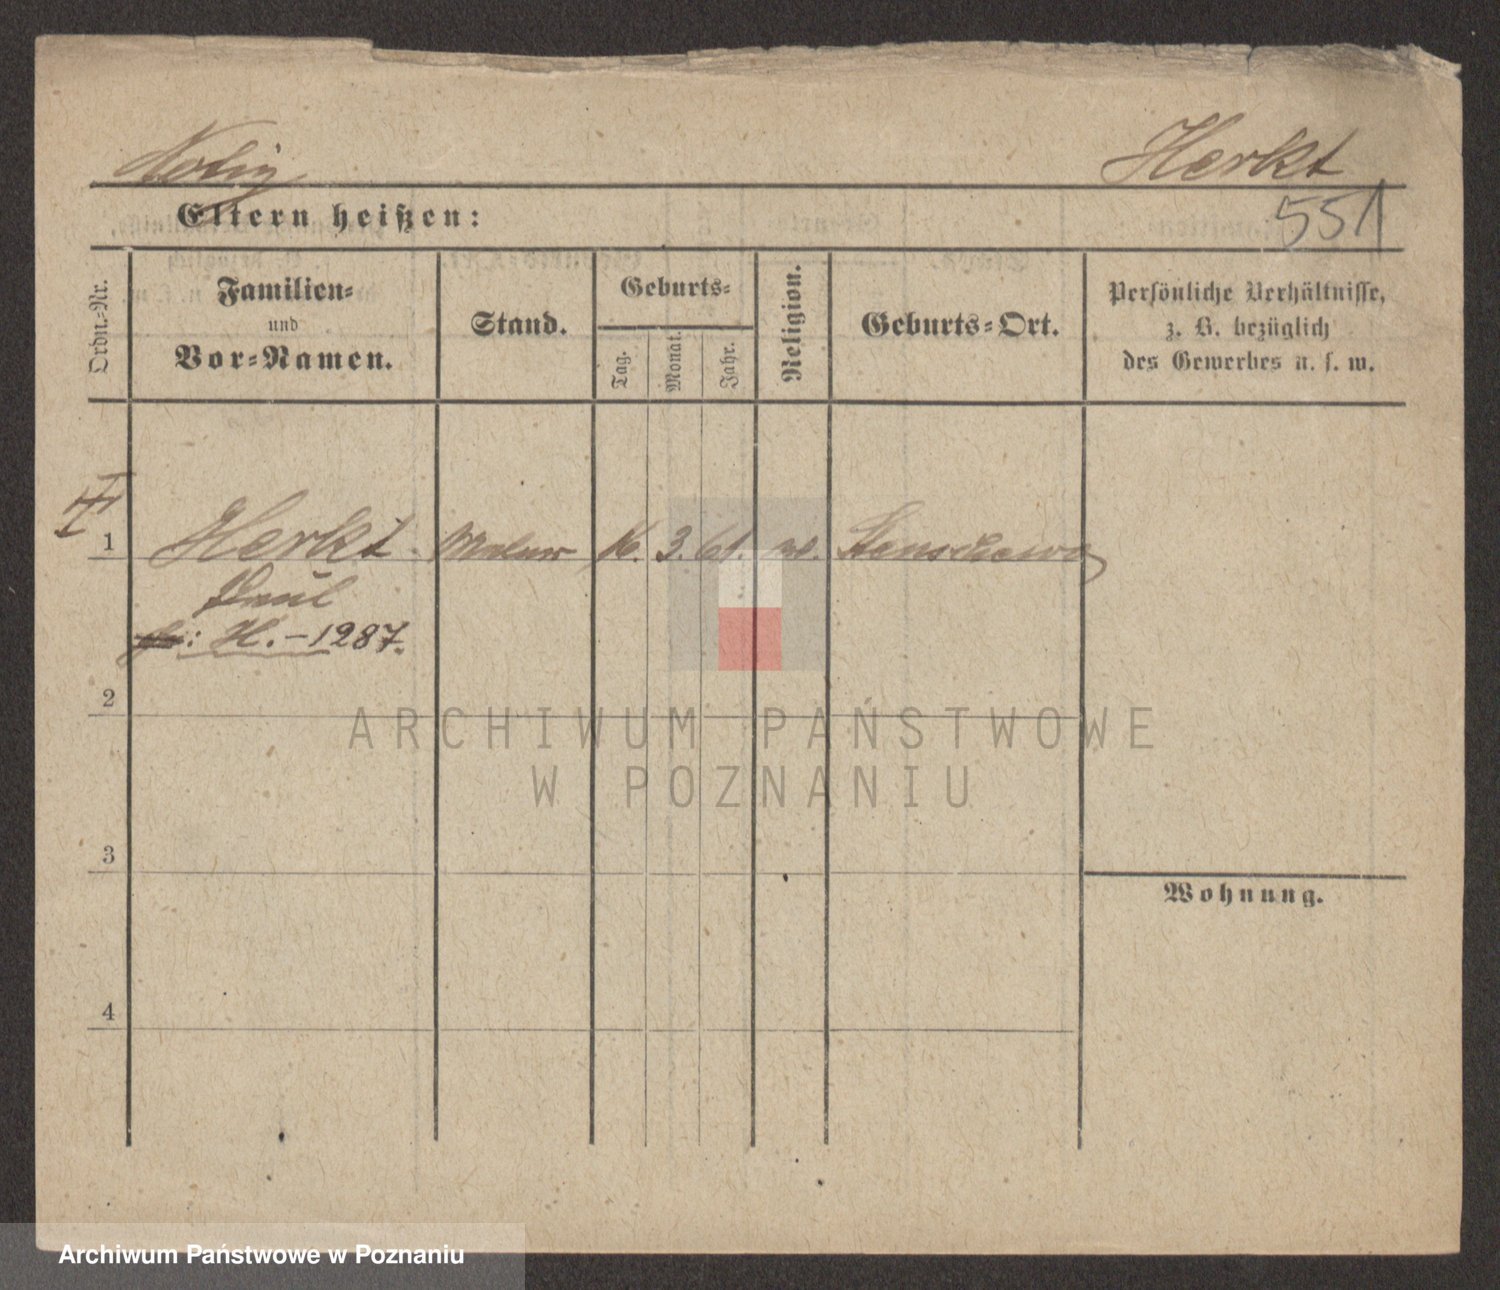 Notiz
Herkt
Eltern heißen:
551
Ordn.-Nr.
Familien-
und
Vor-Namen.
Stand.
Geburts-
Tag.
Monat.
Jahr.
Religion.
Geburts-Ort.
Persönliche Verhältnisse,
z. B. bezüglich
des Gewerbes u. s. w.
1
Herkt
16. 3. 61.
Paul
H. - 1287.
2
ARCHIWUM PAŃSTWOWE
W POZNANIU
3
Wohnung.
4
Archiwum Państwowe w Poznaniu